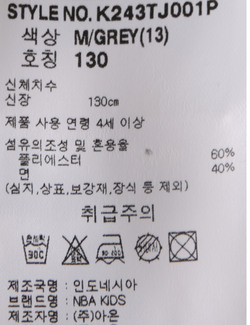 STYLE NO. K243TJ001P
색상 M/GREY(13)
호칭 130
신체치수
신장 130cm
제품 사용 연령 4세 이상
섬유의조성 및 혼용율
폴리에스터 60%
면 40%
(심지,상표,보강재,장식 등 제외)
취급주의
30C
제조국명 : 인도네시아
브랜드명 : NBA KIDS
제조자명 : (주)아온